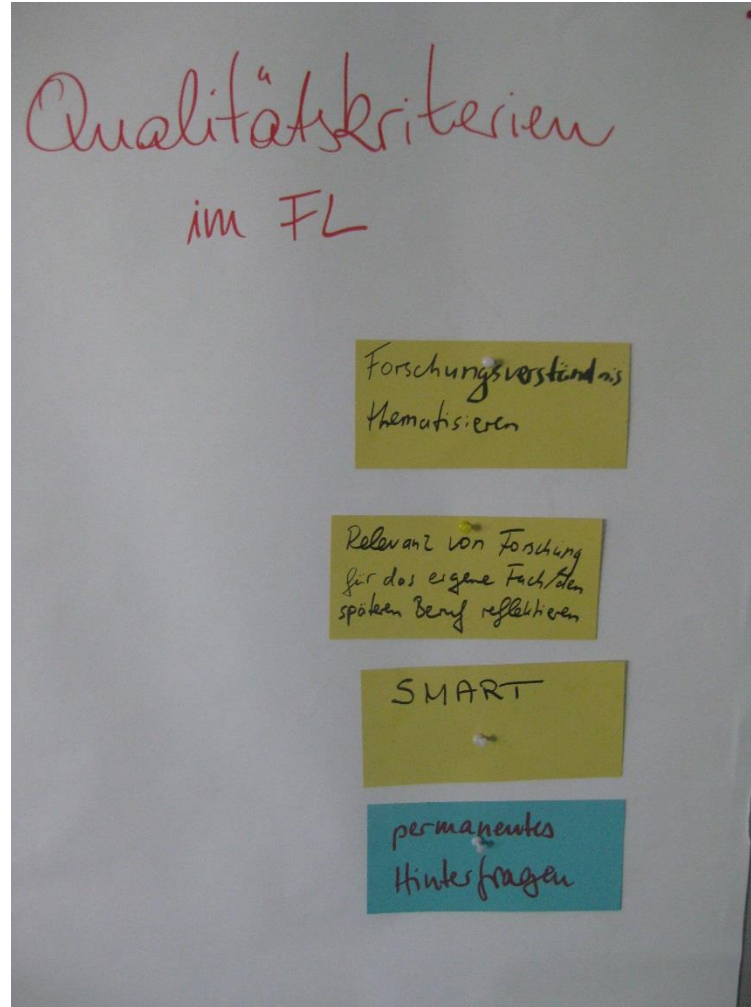 Qualitätskriterien
im FL
Forschungsverständnis
thematisieren
Relevanz von Forschung
für das eigene Fach/den
späteren Beruf reflektieren
SMART
permanentes
Hinterfragen